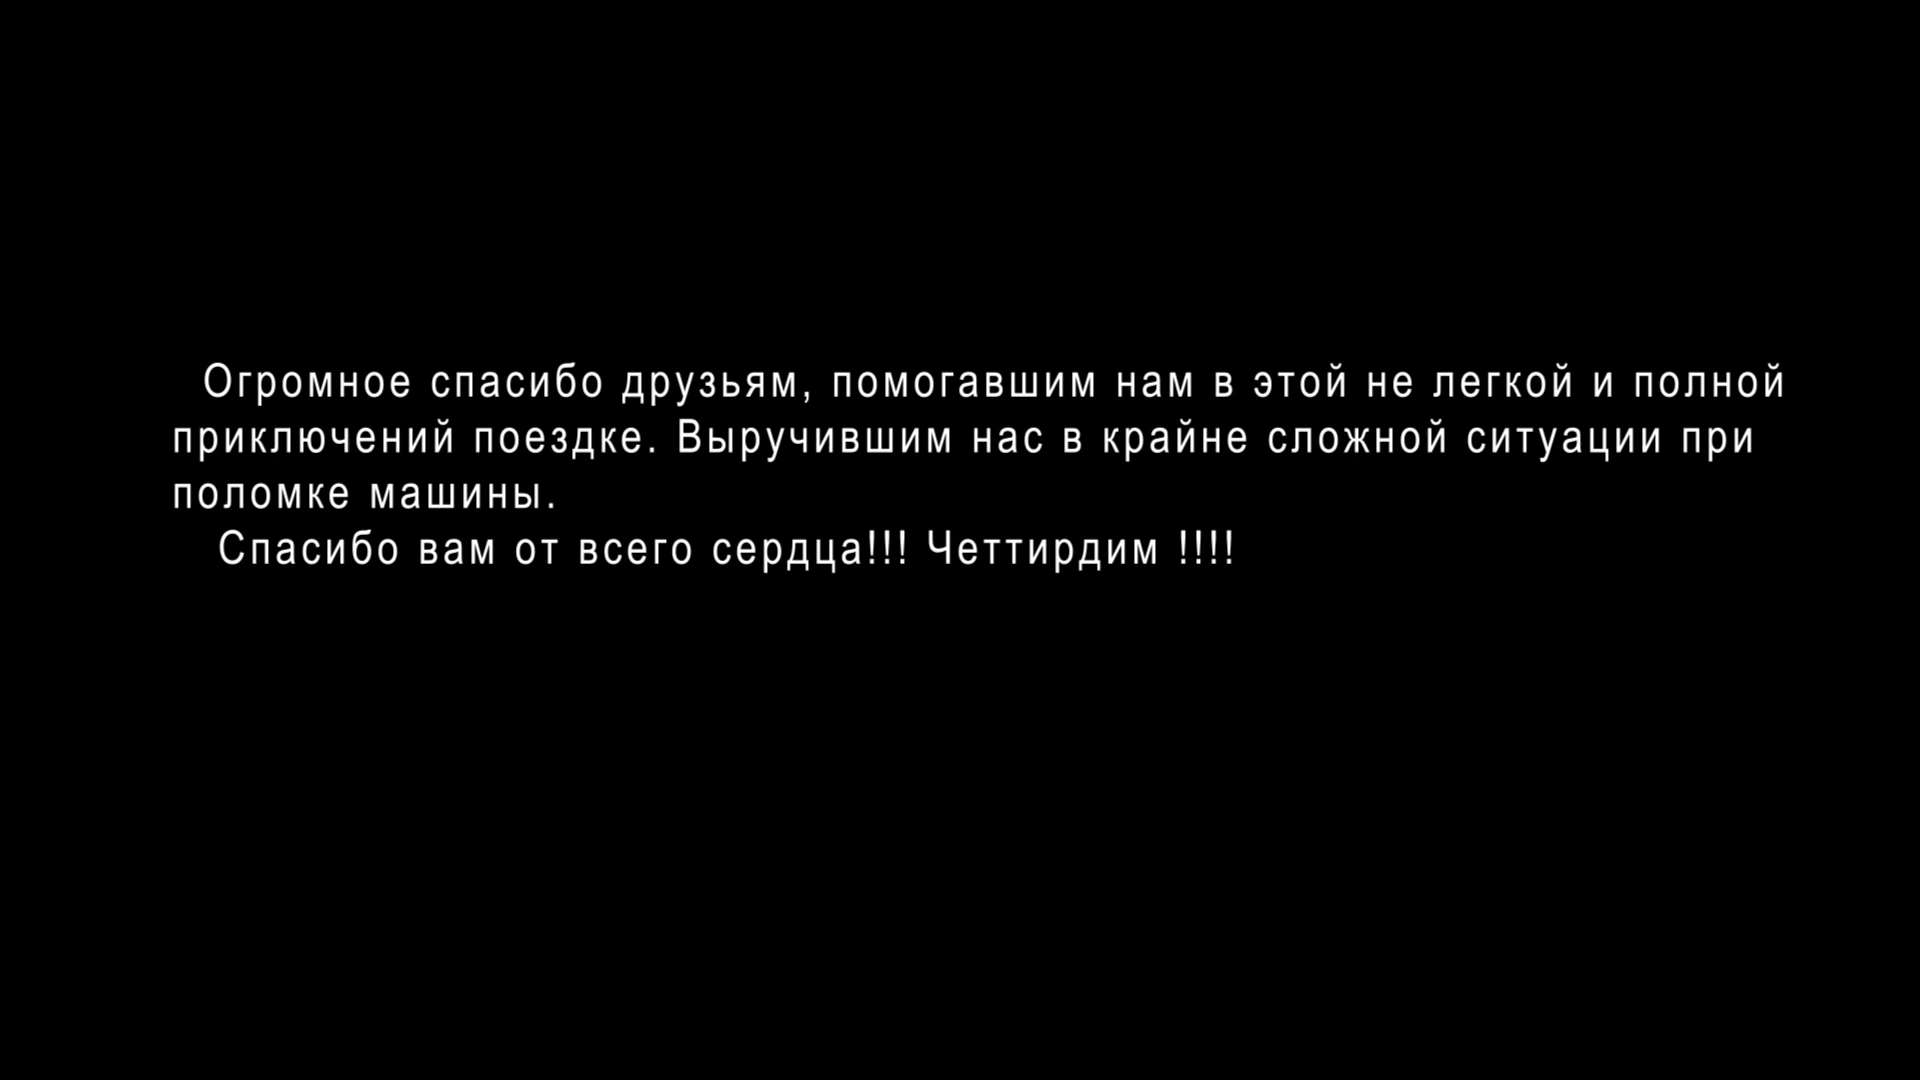 Огромное спасибо друзьям, помогавшим нам в этой не легкой и полной
приключений поездке. Выручившим нас в крайне сложной ситуации при
поломке машины.
Спасибо вам от всего сердца!!! Четтирдим !!!!